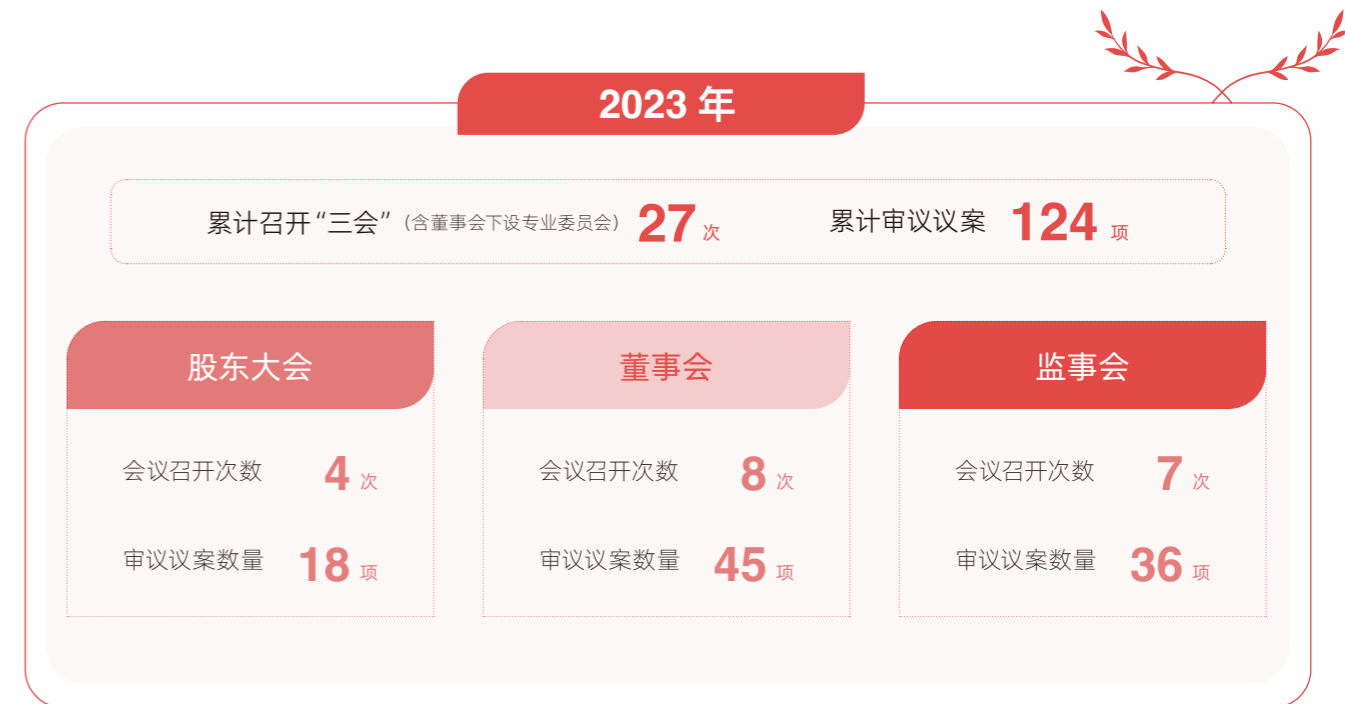 2023 年
累计召开“三会”(含董事会下设专业委员会) 27 次 累计审议议案 124 项
股东大会 董事会 监事会
会议召开次数 4 次 会议召开次数 8 次 会议召开次数 7 次
审议议案数量 18 项 审议议案数量 45 项 审议议案数量 36 项